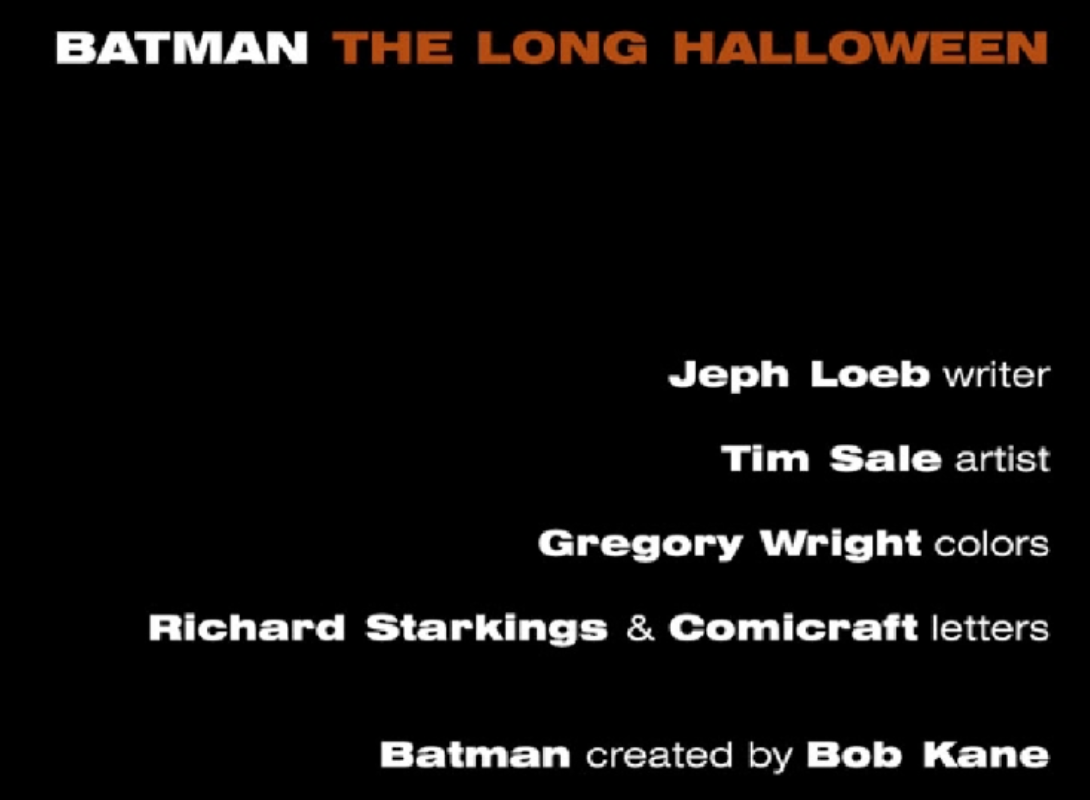 BATMAN THE LONG HALLOWEEN
Jeph Loeb writer
Tim Sale artist
Gregory Wright colors
Richard Starkings & Comicraft letters
Batman created by Bob Kane